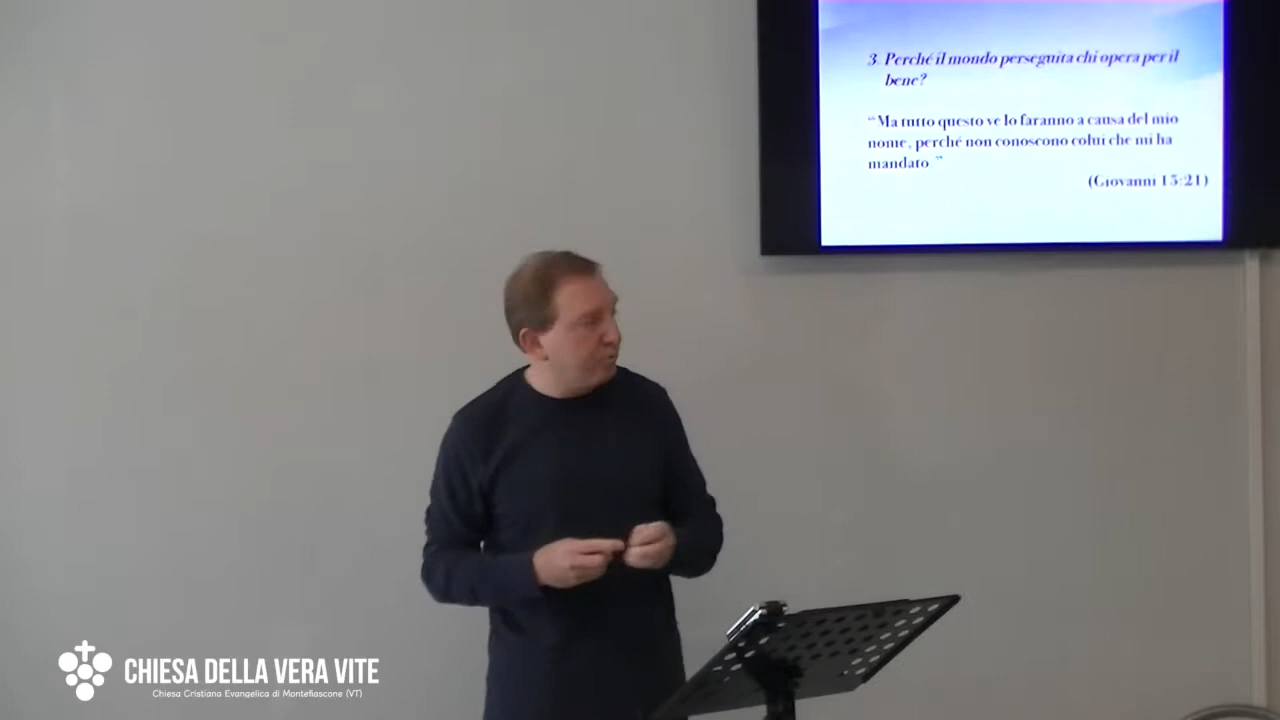 3. Perché il mondo perseguita chi opera per il
bene?
“Ma tutto questo ve lo faranno a causa del mio
nome, perché non conoscono colui che mi ha
mandato.”
(Giovanni 15:21)
CHIESA DELLA VERA VITE
Chiesa Cristiana Evangelica di Montefiascone (VT)